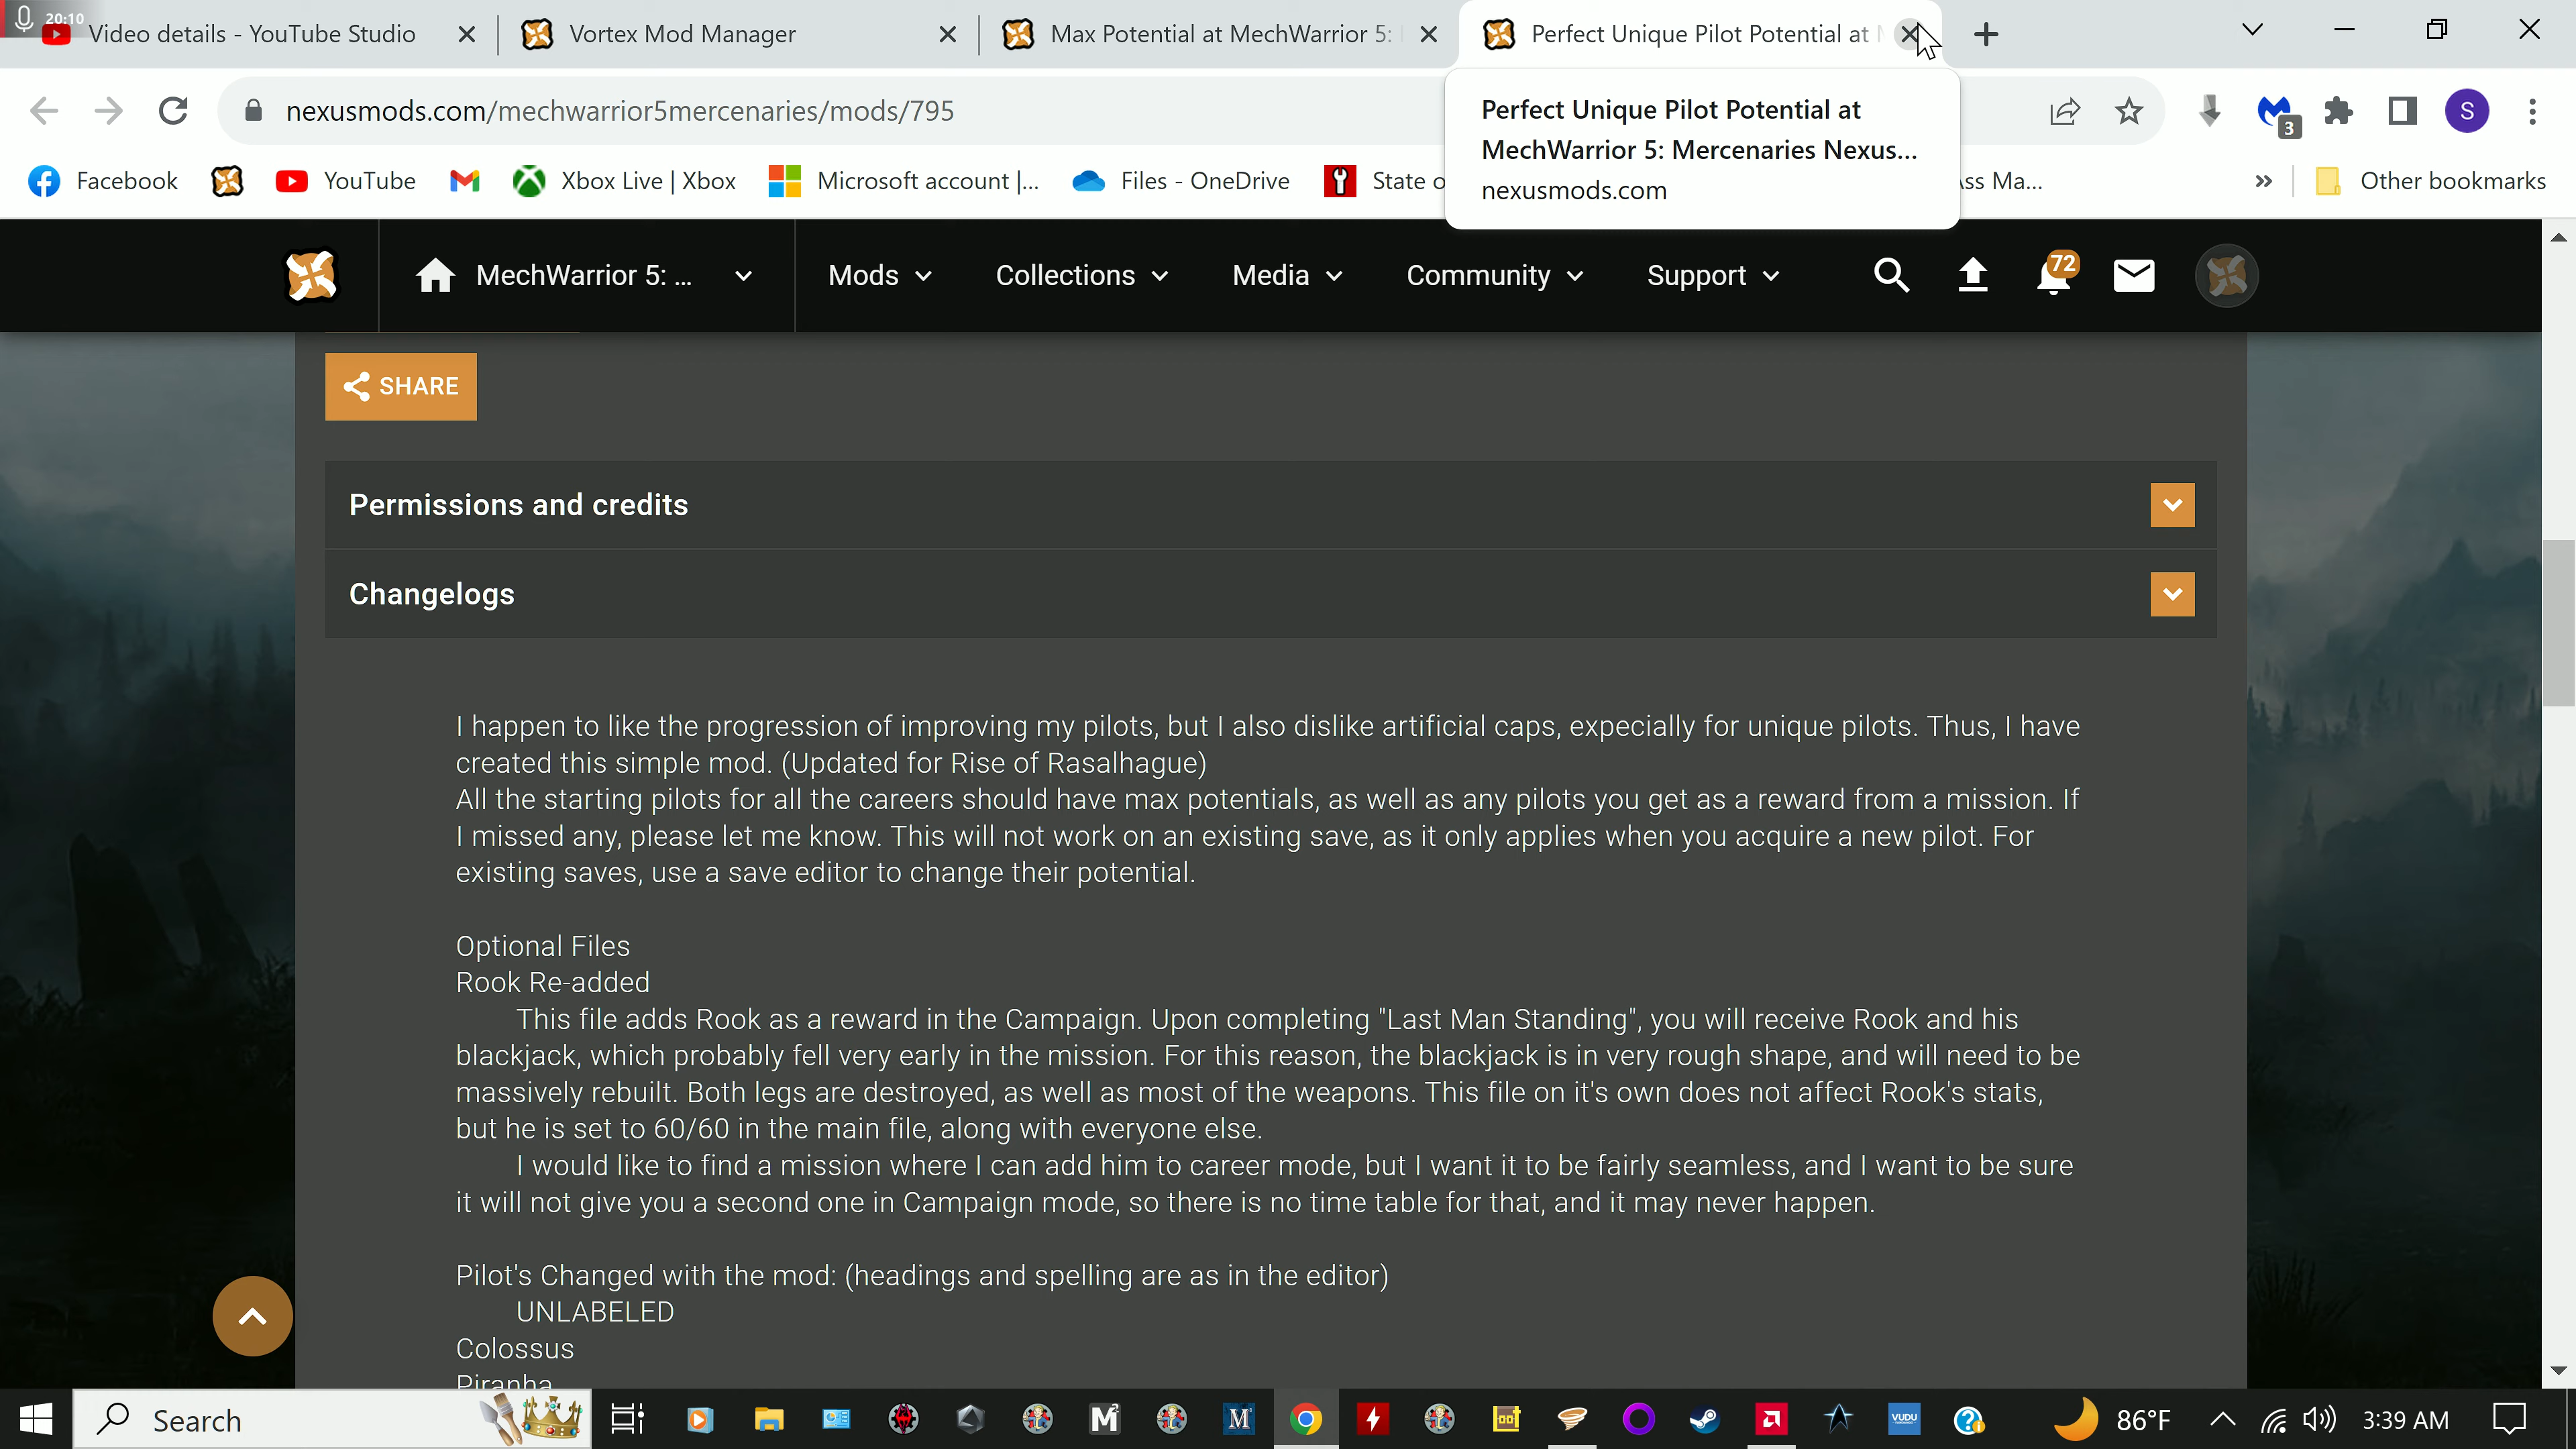 20:10
Video details - YouTube Studio
Vortex Mod Manager
Max Potential at MechWarrior 5:
Perfect Unique Pilot Potential at
nexusmods.com/mechwarrior5mercenaries/mods/795
Perfect Unique Pilot Potential at
MechWarrior 5: Mercenaries Nexus...
nexusmods.com
3
S
Facebook
YouTube
Xbox Live | Xbox
Microsoft account |...
Files - OneDrive
State o
ss Ma...
»
Other bookmarks
MechWarrior 5: ...
Mods
Collections
Media
Community
Support
72
SHARE
Permissions and credits
Changelogs
I happen to like the progression of improving my pilots, but I also dislike artificial caps, expecially for unique pilots. Thus, I have
created this simple mod. (Updated for Rise of Rasalhague)
All the starting pilots for all the careers should have max potentials, as well as any pilots you get as a reward from a mission. If
I missed any, please let me know. This will not work on an existing save, as it only applies when you acquire a new pilot. For
existing saves, use a save editor to change their potential.
Optional Files
Rook Re-added
This file adds Rook as a reward in the Campaign. Upon completing "Last Man Standing", you will receive Rook and his
blackjack, which probably fell very early in the mission. For this reason, the blackjack is in very rough shape, and will need to be
massively rebuilt. Both legs are destroyed, as well as most of the weapons. This file on it's own does not affect Rook's stats,
but he is set to 60/60 in the main file, along with everyone else.
I would like to find a mission where I can add him to career mode, but I want it to be fairly seamless, and I want to be sure
it will not give you a second one in Campaign mode, so there is no time table for that, and it may never happen.
Pilot's Changed with the mod: (headings and spelling are as in the editor)
UNLABELED
Colossus
Piranha
Search
VUDU
86°F
3:39 AM